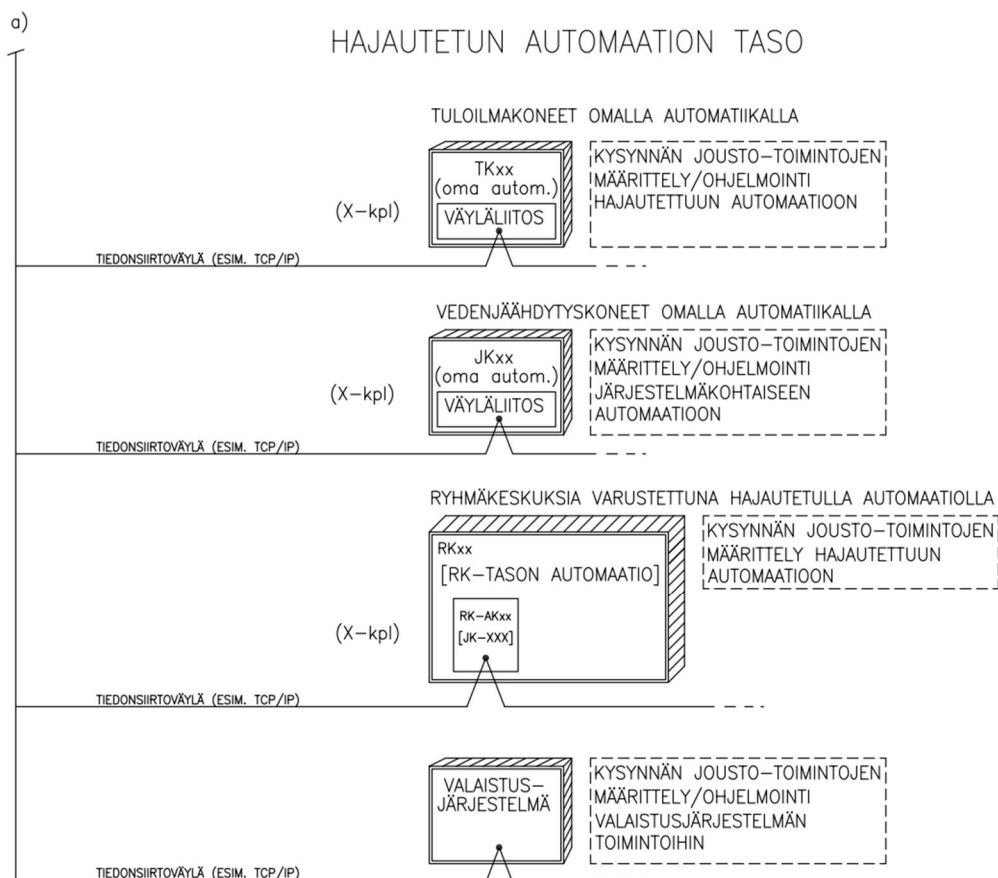 a)
HAJAUTETUN AUTOMAATION TASO
TULOILMAKONEET OMALLA AUTOMATIIKALLA
TKxx
(oma autom.)
VÄYLÄLIITOS
(X-kpl)
KYSYNNÄN JOUSTO-TOIMINTOJEN
MÄÄRITTELY/OHJELMOINTI
HAJAUTETTUUN AUTOMAATIOON
TIEDONSIIRTOVÄYLÄ (ESIM. TCP/IP)
VEDENJÄÄHDYTYSKONEET OMALLA AUTOMATIIKALLA
JKxx
(oma autom.)
VÄYLÄLIITOS
(X-kpl)
KYSYNNÄN JOUSTO-TOIMINTOJEN
MÄÄRITTELY/OHJELMOINTI
JÄRJESTELMÄKOHTAISEEN
AUTOMAATIOON
TIEDONSIIRTOVÄYLÄ (ESIM. TCP/IP)
RYHMÄKESKUKSIA VARUSTETTUNA HAJAUTETULLA AUTOMAATIOLLA
RKxx
[RK-TASON AUTOMAATIO]
RK-AKxx
[JK-XXX]
(X-kpl)
KYSYNNÄN JOUSTO-TOIMINTOJEN
MÄÄRITTELY HAJAUTETTUUN
AUTOMAATIOON
TIEDONSIIRTOVÄYLÄ (ESIM. TCP/IP)
VALAISTUS-
JÄRJESTELMÄ
KYSYNNÄN JOUSTO-TOIMINTOJEN
MÄÄRITTELY/OHJELMOINTI
VALAISTUSJÄRJESTELMÄN
TOIMINTOIHIN
TIEDONSIIRTOVÄYLÄ (ESIM. TCP/IP)